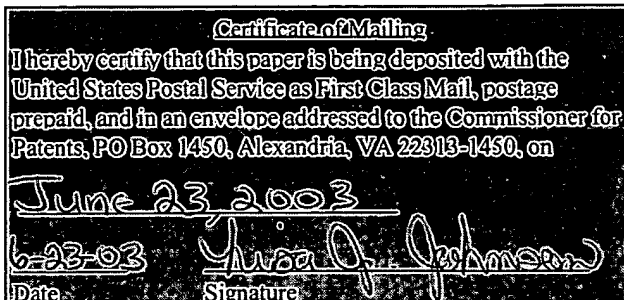 Certificate of Mailing
I hereby certify that this paper is being deposited with the
United States Postal Service as First Class Mail, postage
prepaid, and in an envelope addressed to the Commissioner for
Patents, PO Box 1450, Alexandria, VA 22313-1450, on
June 23, 2003
6-23-03 Lisa J. Johnson
Date Signature